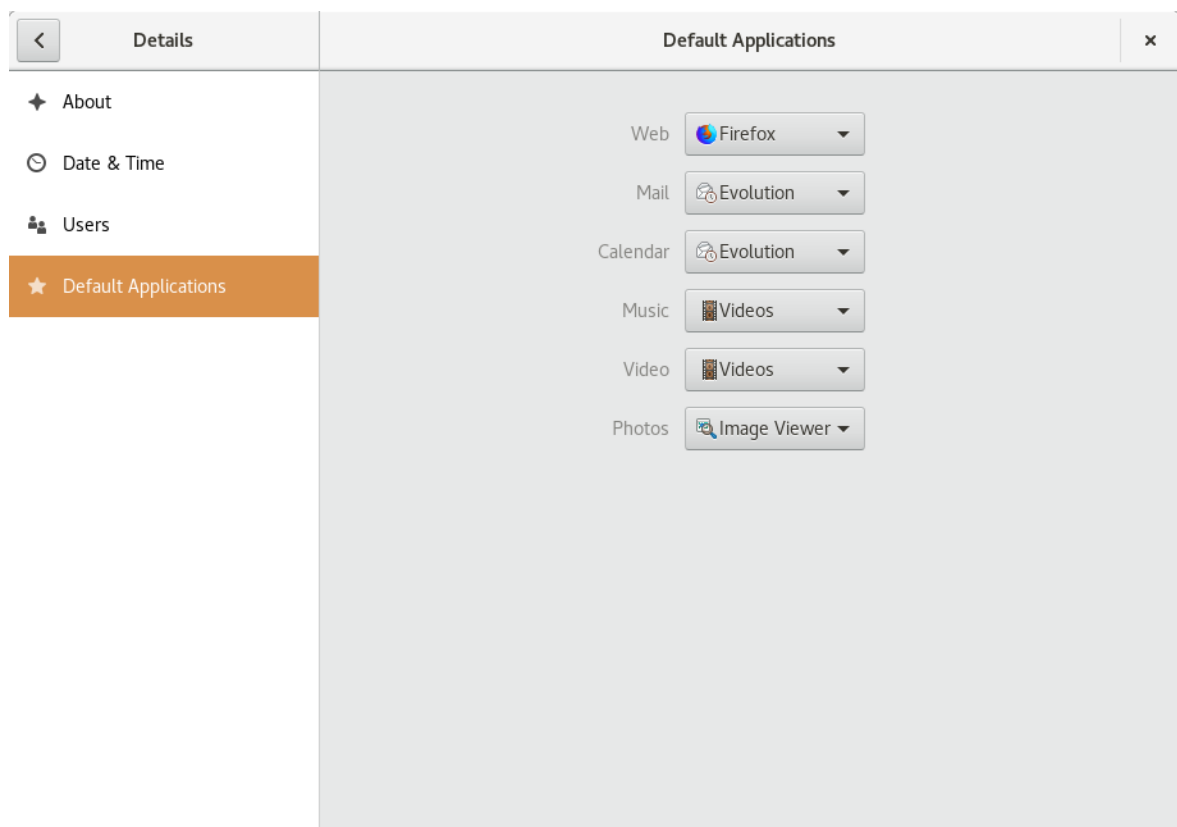 Details
Default Applications
About
Date & Time
Users
Default Applications
Web Firefox
Mail Evolution
Calendar Evolution
Music Videos
Video Videos
Photos Image Viewer